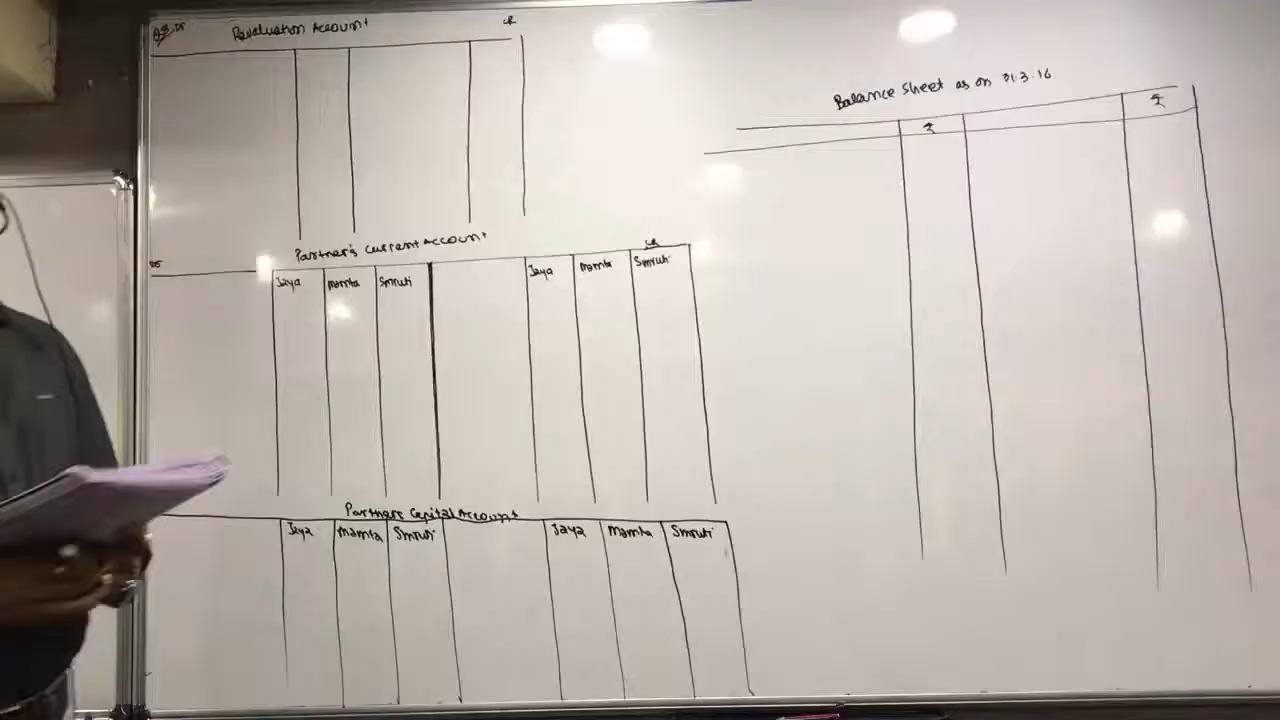 Dr Revaluation Account Cr
Balance Sheet as on 31.3.16
₹ ₹
Partner's Current Account
Dr Cr
Jaya Mamta Smruti Jaya Mamta Smruti
Partners Capital Account
Jaya Mamta Smruti Jaya Mamta Smruti